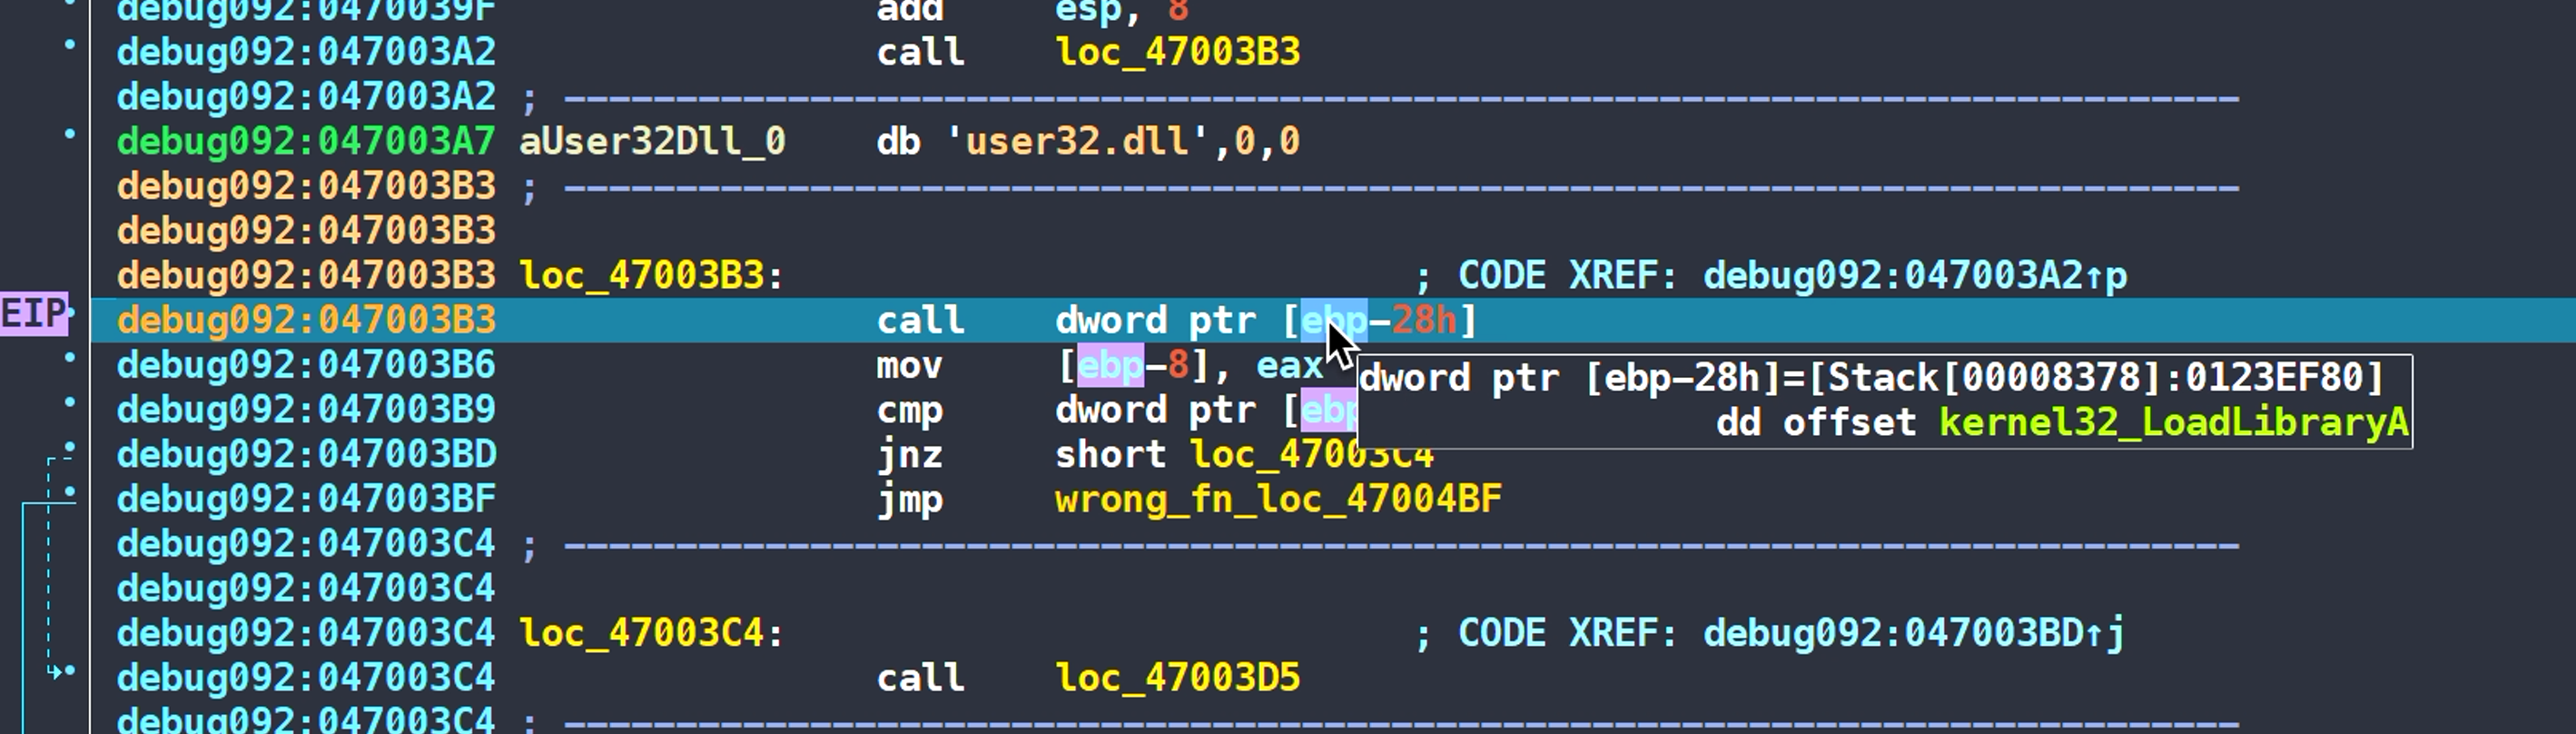 debug092:0470039F add esp, 8
debug092:047003A2 call loc_47003B3
debug092:047003A2 ; ---------------------------------------------------------------------------
debug092:047003A7 aUser32Dll_0 db 'user32.dll',0,0
debug092:047003B3 ; ---------------------------------------------------------------------------
debug092:047003B3
debug092:047003B3 loc_47003B3: ; CODE XREF: debug092:047003A2↑p
EIP debug092:047003B3 call dword ptr [ebp-28h]
debug092:047003B6 mov [ebp-8], eax
dword ptr [ebp-28h]=[Stack[00008378]:0123EF80]
debug092:047003B9 cmp dword ptr [ebp
dd offset kernel32_LoadLibraryA
debug092:047003BD jnz short loc_47003C4
debug092:047003BF jmp wrong_fn_loc_47004BF
debug092:047003C4 ; ---------------------------------------------------------------------------
debug092:047003C4
debug092:047003C4 loc_47003C4: ; CODE XREF: debug092:047003BD↑j
debug092:047003C4 call loc_47003D5
debug092:047003C4 ; ---------------------------------------------------------------------------